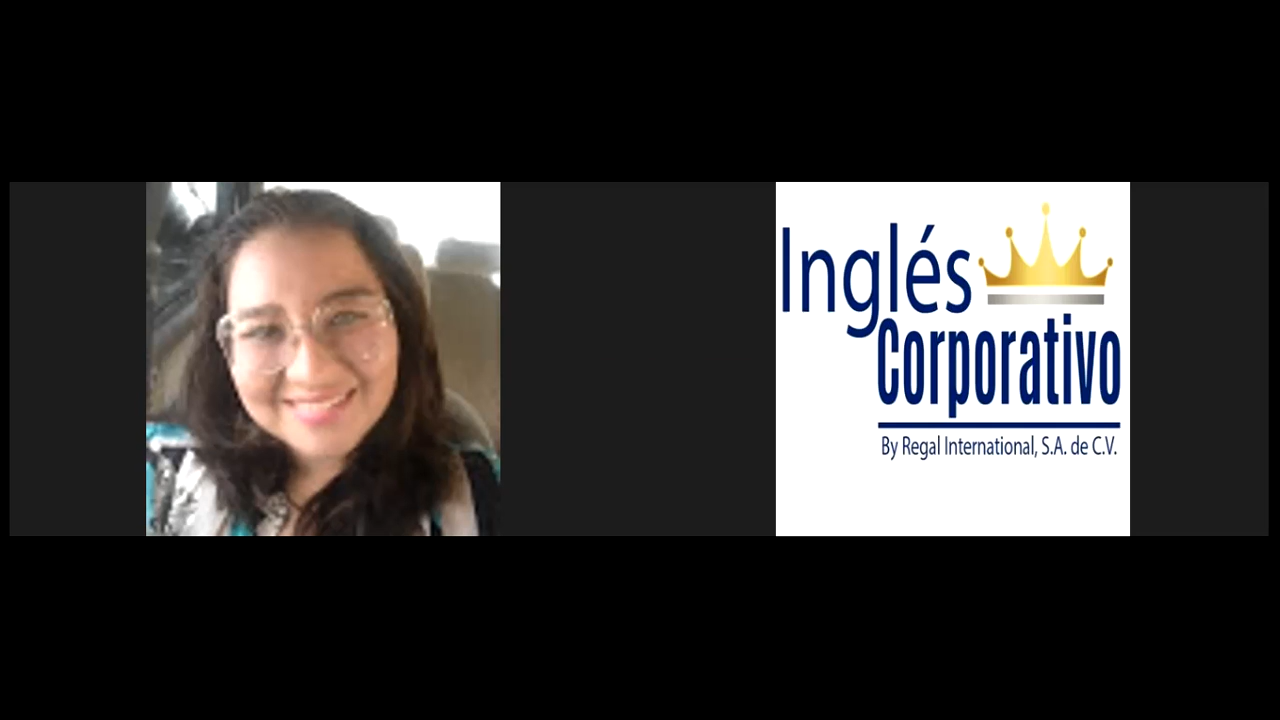 Inglés
Corporativo
By Regal International, S.A. de C.V.